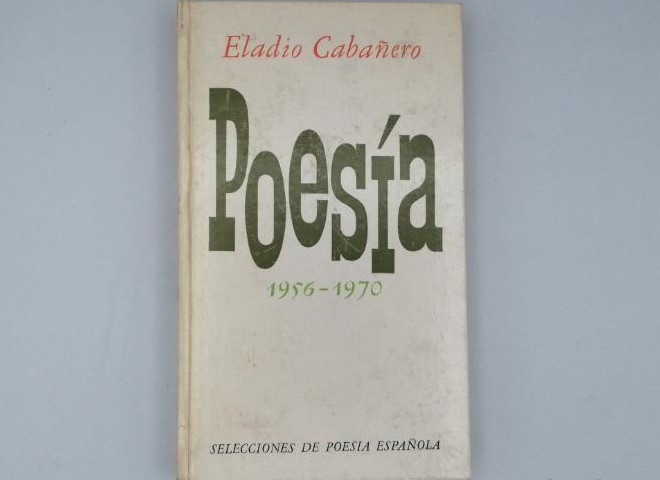 Eladio Cabañero
Poesía
1956-1970
SELECCIONES DE POESIA ESPAÑOLA